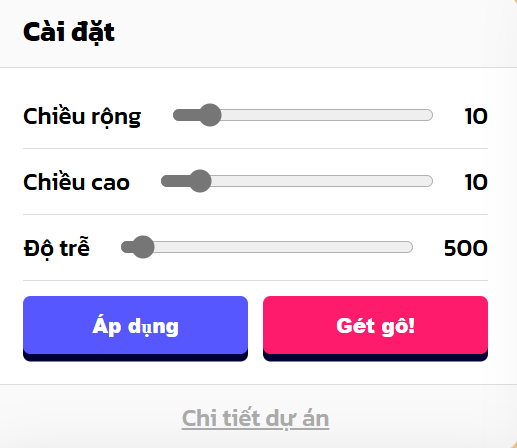 Cài đặt
Chiều rộng 10
Chiều cao 10
Độ trễ 500
Áp dụng Gét gô!
Chi tiết dự án